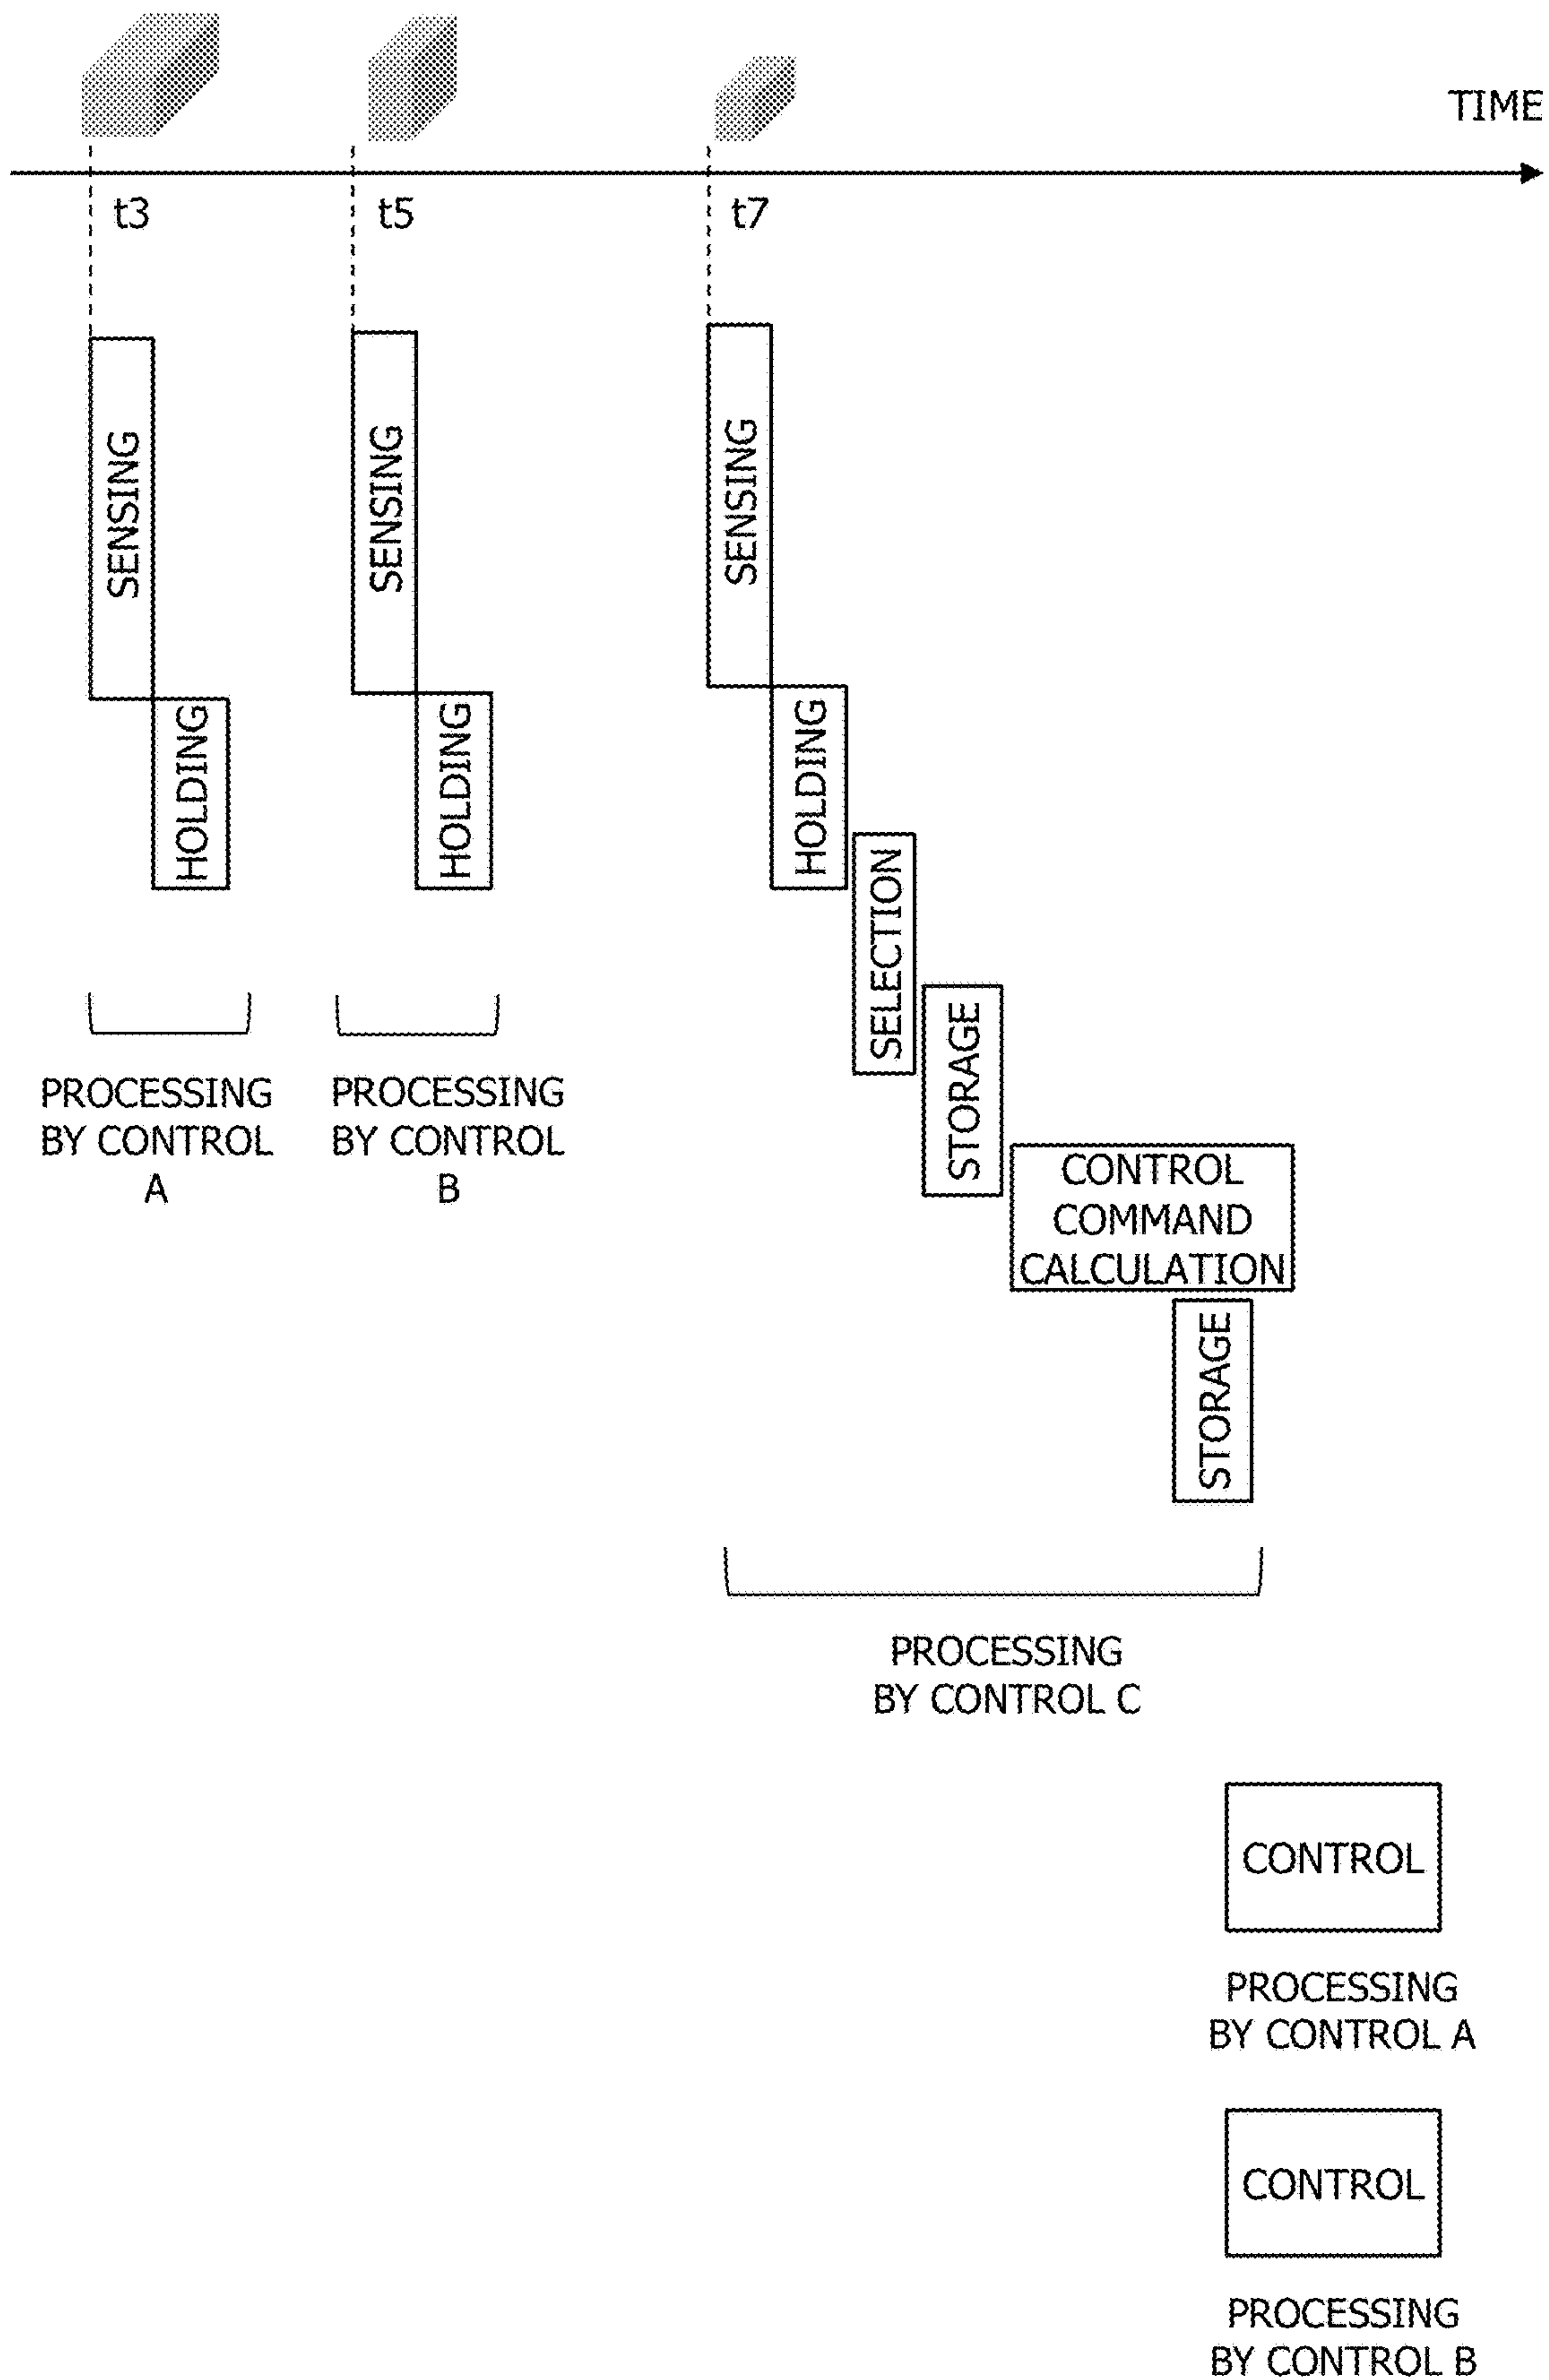 TIME
t3
t5
t7
SENSING
SENSING
SENSING
HOLDING
HOLDING
HOLDING
SELECTION
STORAGE
PROCESSING
BY CONTROL
A
PROCESSING
BY CONTROL
B
CONTROL
COMMAND
CALCULATION
STORAGE
PROCESSING
BY CONTROL C
CONTROL
PROCESSING
BY CONTROL A
CONTROL
PROCESSING
BY CONTROL B